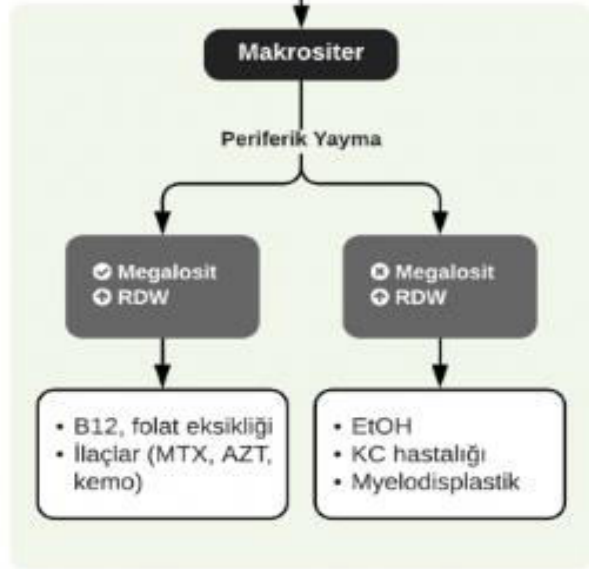 Makrositer
Periferik Yayma
Megalosit
RDW
Megalosit
RDW
• B12, folat eksikliği
• İlaçlar (MTX, AZT,
kemo)
• EtOH
• KC hastalığı
• Myelodisplastik